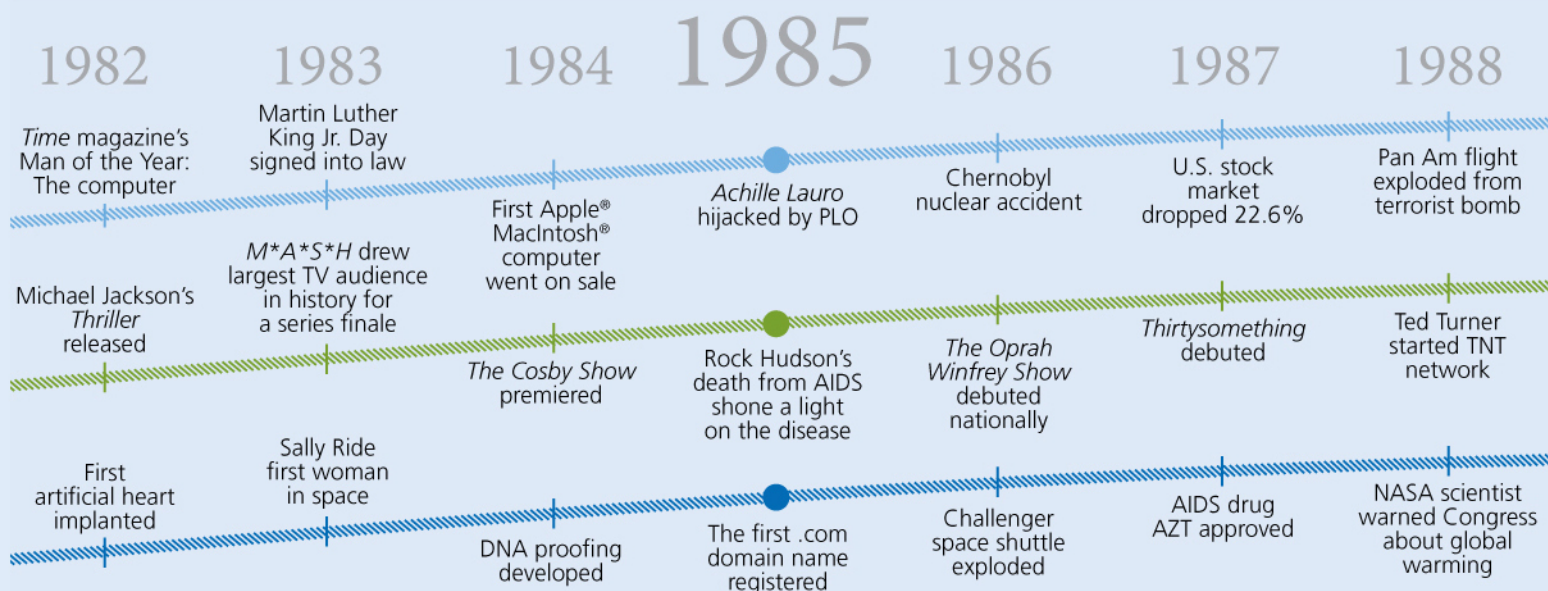 1982
1983
1984
1985
1986
1987
1988
Time magazine's
Man of the Year:
The computer
Martin Luther
King Jr. Day
signed into law
First Apple®
MacIntosh®
computer
went on sale
Achille Lauro
hijacked by PLO
Chernobyl
nuclear accident
U.S. stock
market
dropped 22.6%
Pan Am flight
exploded from
terrorist bomb
Michael Jackson's
Thriller
released
M*A*S*H drew
largest TV audience
in history for
a series finale
The Cosby Show
premiered
Rock Hudson's
death from AIDS
shone a light
on the disease
The Oprah
Winfrey Show
debuted
nationally
Thirtysomething
debuted
Ted Turner
started TNT
network
First
artificial heart
implanted
Sally Ride
first woman
in space
DNA proofing
developed
The first .com
domain name
registered
Challenger
space shuttle
exploded
AIDS drug
AZT approved
NASA scientist
warned Congress
about global
warming